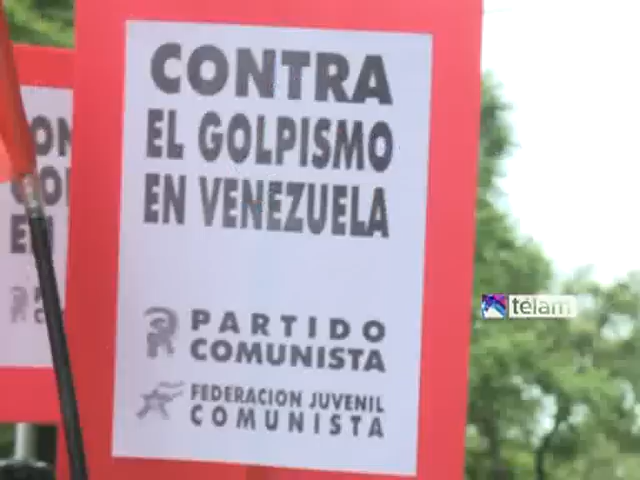 CONTRA
EL GOLPISMO
EN VENEZUELA
PARTIDO
COMUNISTA
FEDERACION JUVENIL
COMUNISTA
télam